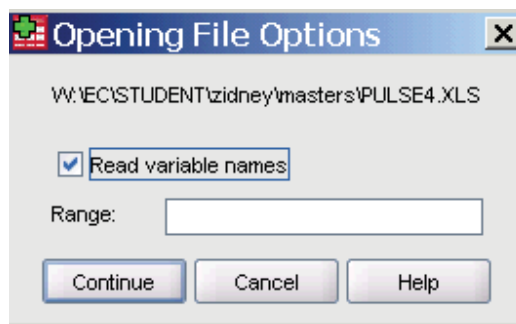 Opening File Options
W:\EC\STUDENT\zidney\masters\PULSE4.XLS
Read variable names
Range:
Continue Cancel Help